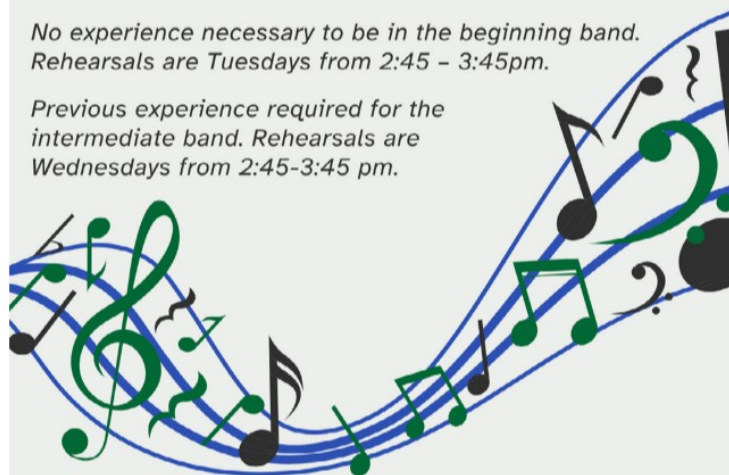 No experience necessary to be in the beginning band.
Rehearsals are Tuesdays from 2:45 – 3:45pm.
Previous experience required for the
intermediate band. Rehearsals are
Wednesdays from 2:45-3:45 pm.